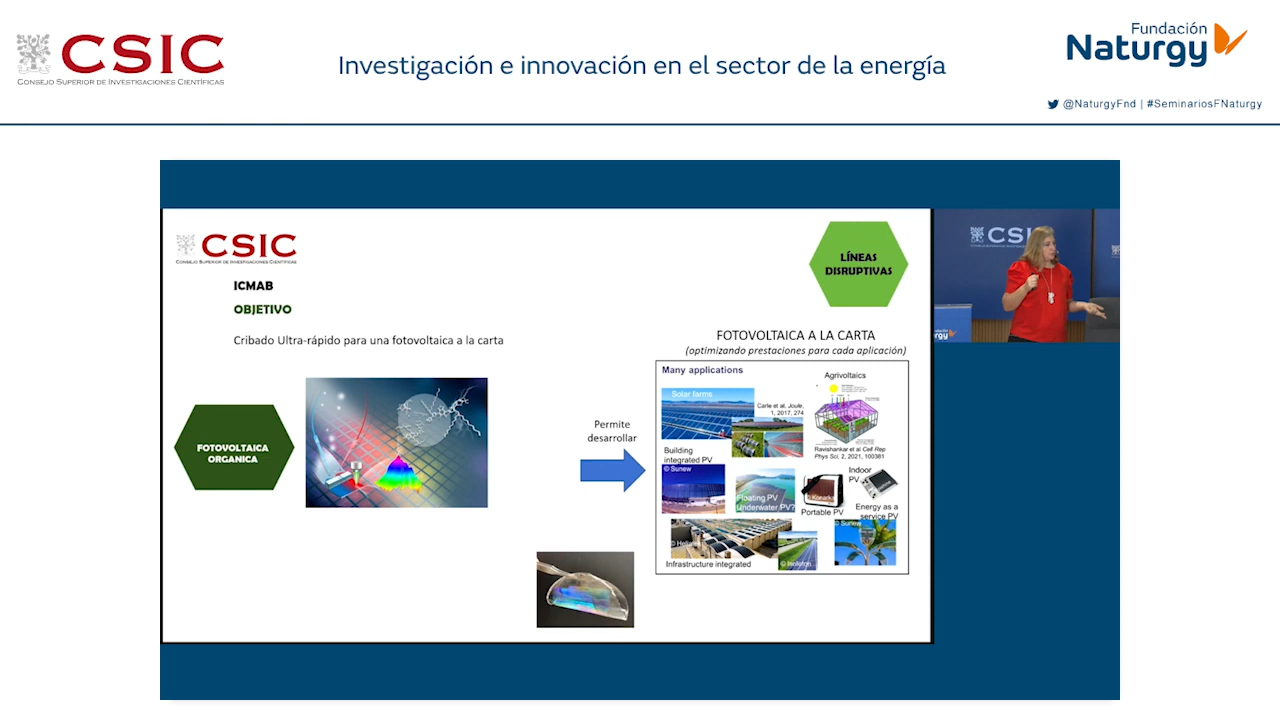 CSIC
CONSEJO SUPERIOR DE INVESTIGACIONES CIENTÍFICAS
Investigación e innovación en el sector de la energía
Fundación
Naturgy
@NaturgyFnd | #SeminariosFNaturgy
CSIC
CONSEJO SUPERIOR DE INVESTIGACIONES CIENTÍFICAS
ICMAB
OBJETIVO
Cribado Ultra-rápido para una fotovoltaica a la carta
LÍNEAS
DISRUPTIVAS
FOTOVOLTAICA
ORGANICA
Permite
desarrollar
FOTOVOLTAICA A LA CARTA
(optimizando prestaciones para cada aplicación)
Many applications
Solar farms
Carle et al, Joule,
1, 2017, 274
Agrivoltaics
Ravishankar et al Cell Rep
Phys Sci, 2, 2021, 100381
Building
integrated PV
© Sunew
Floating PV
Underwater PV?
© Konarka
Portable PV
Indoor
PV
Energy as a
service PV
© Sunew
Infrastructure integrated
CSIC